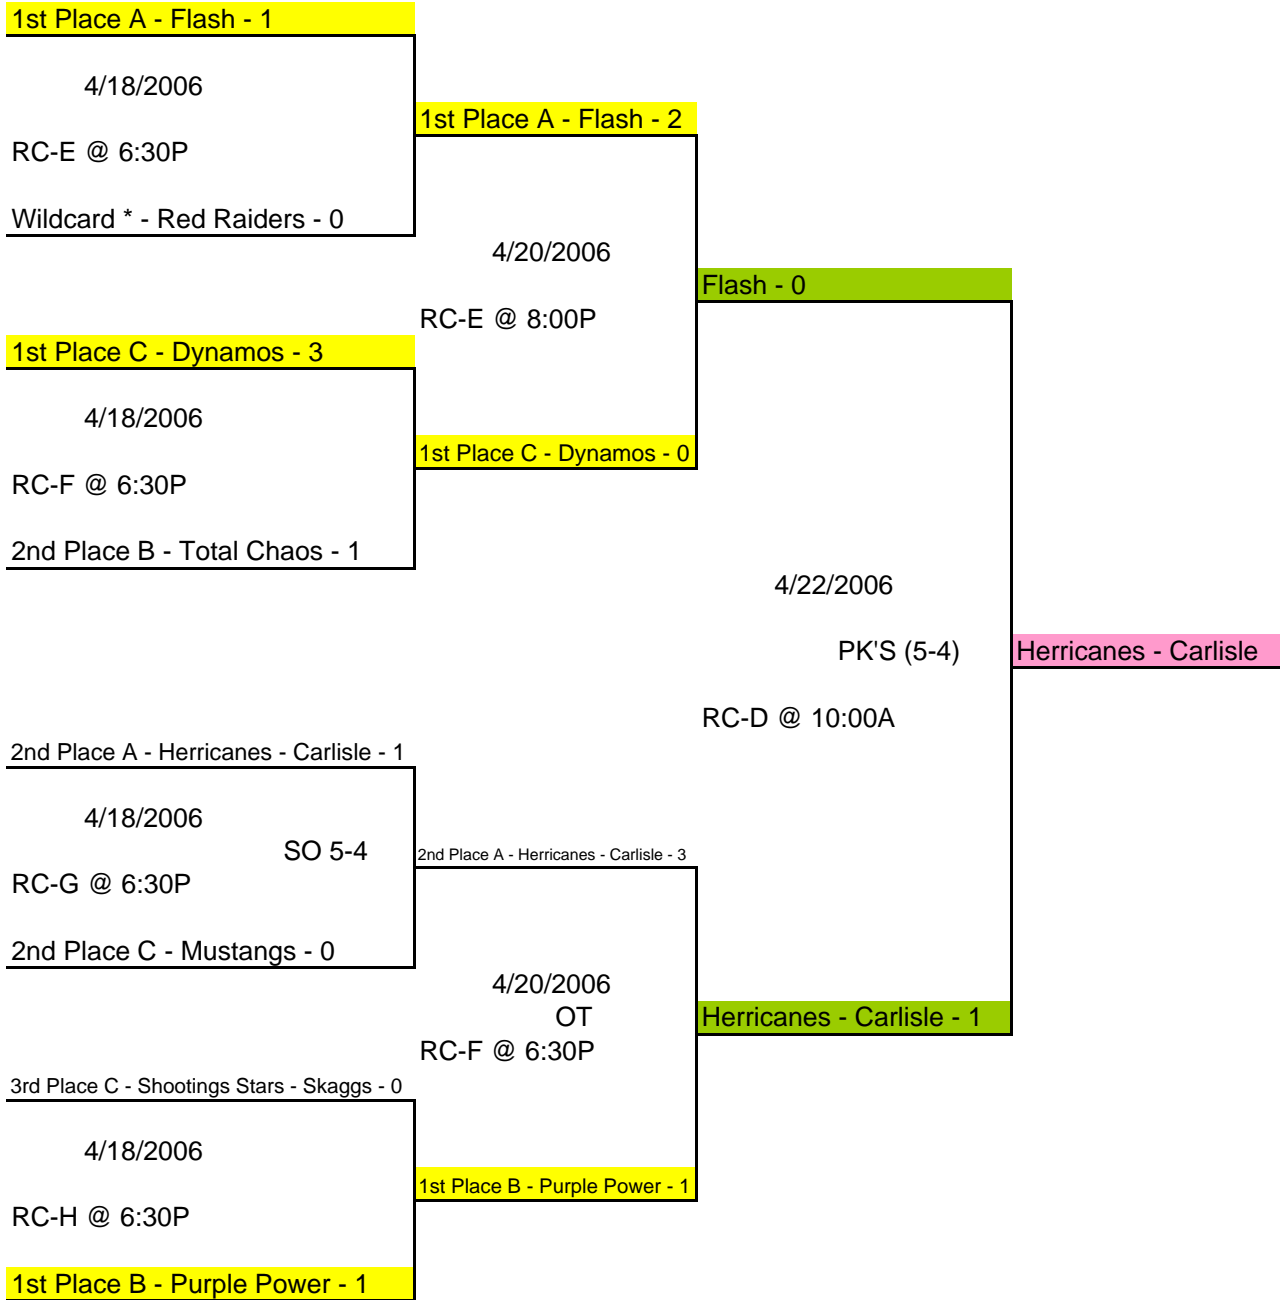 1st Place A - Flash - 1
4/18/2006
1st Place A - Flash - 2
RC-E @ 6:30P
Wildcard * - Red Raiders - 0
4/20/2006
Flash - 0
RC-E @ 8:00P
1st Place C - Dynamos - 3
4/18/2006
1st Place C - Dynamos - 0
RC-F @ 6:30P
2nd Place B - Total Chaos - 1
4/22/2006
PK'S (5-4)
Herricanes - Carlisle
RC-D @ 10:00A
2nd Place A - Herricanes - Carlisle - 1
4/18/2006
SO 5-4
2nd Place A - Herricanes - Carlisle - 3
RC-G @ 6:30P
2nd Place C - Mustangs - 0
4/20/2006
OT
Herricanes - Carlisle - 1
RC-F @ 6:30P
3rd Place C - Shootings Stars - Skaggs - 0
4/18/2006
1st Place B - Purple Power - 1
RC-H @ 6:30P
1st Place B - Purple Power - 1